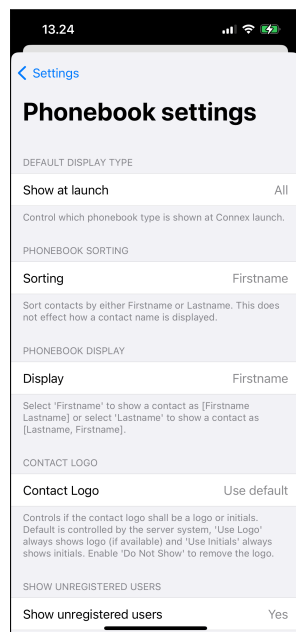 13.24
Settings
Phonebook settings
DEFAULT DISPLAY TYPE
Show at launch All
Control which phonebook type is shown at Connex launch.
PHONEBOOK SORTING
Sorting Firstname
Sort contacts by either Firstname or Lastname. This does
not effect how a contact name is displayed.
PHONEBOOK DISPLAY
Display Firstname
Select 'Firstname' to show a contact as [Firstname
Lastname] or select 'Lastname' to show a contact as
[Lastname, Firstname].
CONTACT LOGO
Contact Logo Use default
Controls if the contact logo shall be a logo or initials.
Default is controlled by the server system, 'Use Logo'
always shows logo (if available) and 'Use Initials' always
shows initials. Enable 'Do Not Show' to remove the logo.
SHOW UNREGISTERED USERS
Show unregistered users Yes